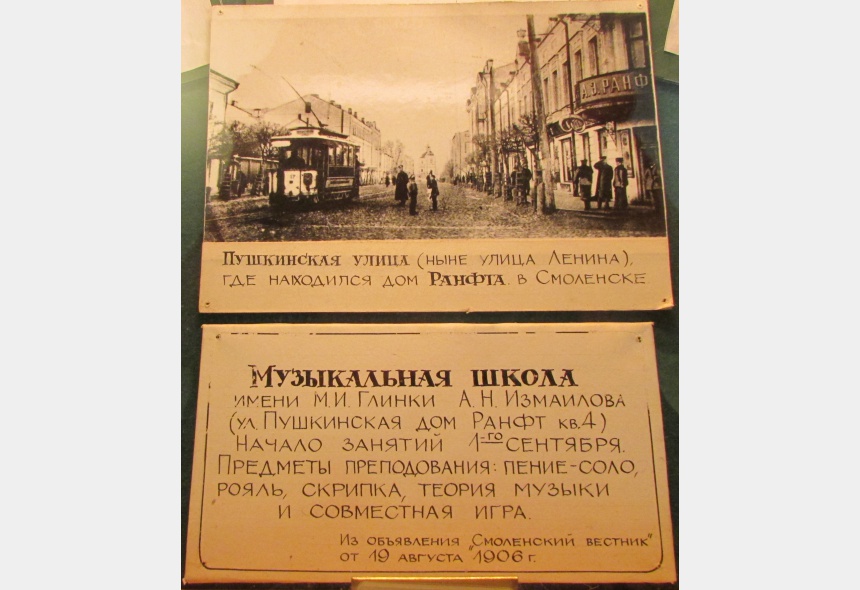 А.Э.РАНФ
Пушкинская улица (ныне улица Ленина),
где находился дом Ранфта в Смоленске
Музыкальная школа
имени М.И. Глинки А.Н. Измаилова
(ул. Пушкинская дом Ранфт кв.4)
Начало занятий 1-го сентября.
Предметы преподования: пение-соло,
рояль, скрипка, теория музыки
и совместная игра.
Из объявления "Смоленский вестник"
от 19 августа 1906 г.